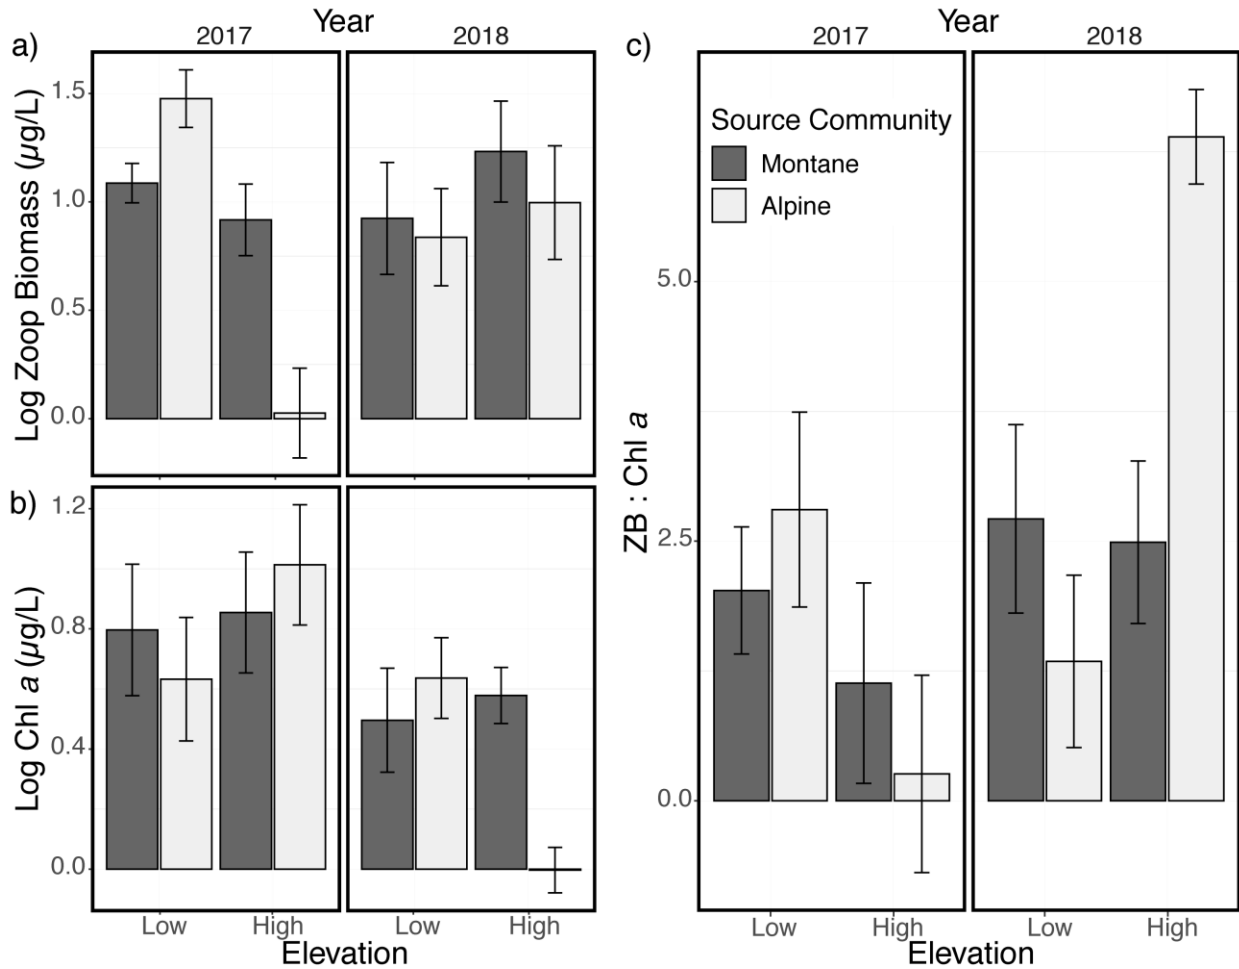 a)
Year
2017
2018
Log Zoop Biomass (µg/L)
1.5
1.0
0.5
0.0
b)
Log Chl a (µg/L)
1.2
0.8
0.4
0.0
Low
High
Low
High
Elevation
c)
Year
2017
2018
ZB : Chl a
5.0
2.5
0.0
Source Community
Montane
Alpine
Low
High
Low
High
Elevation